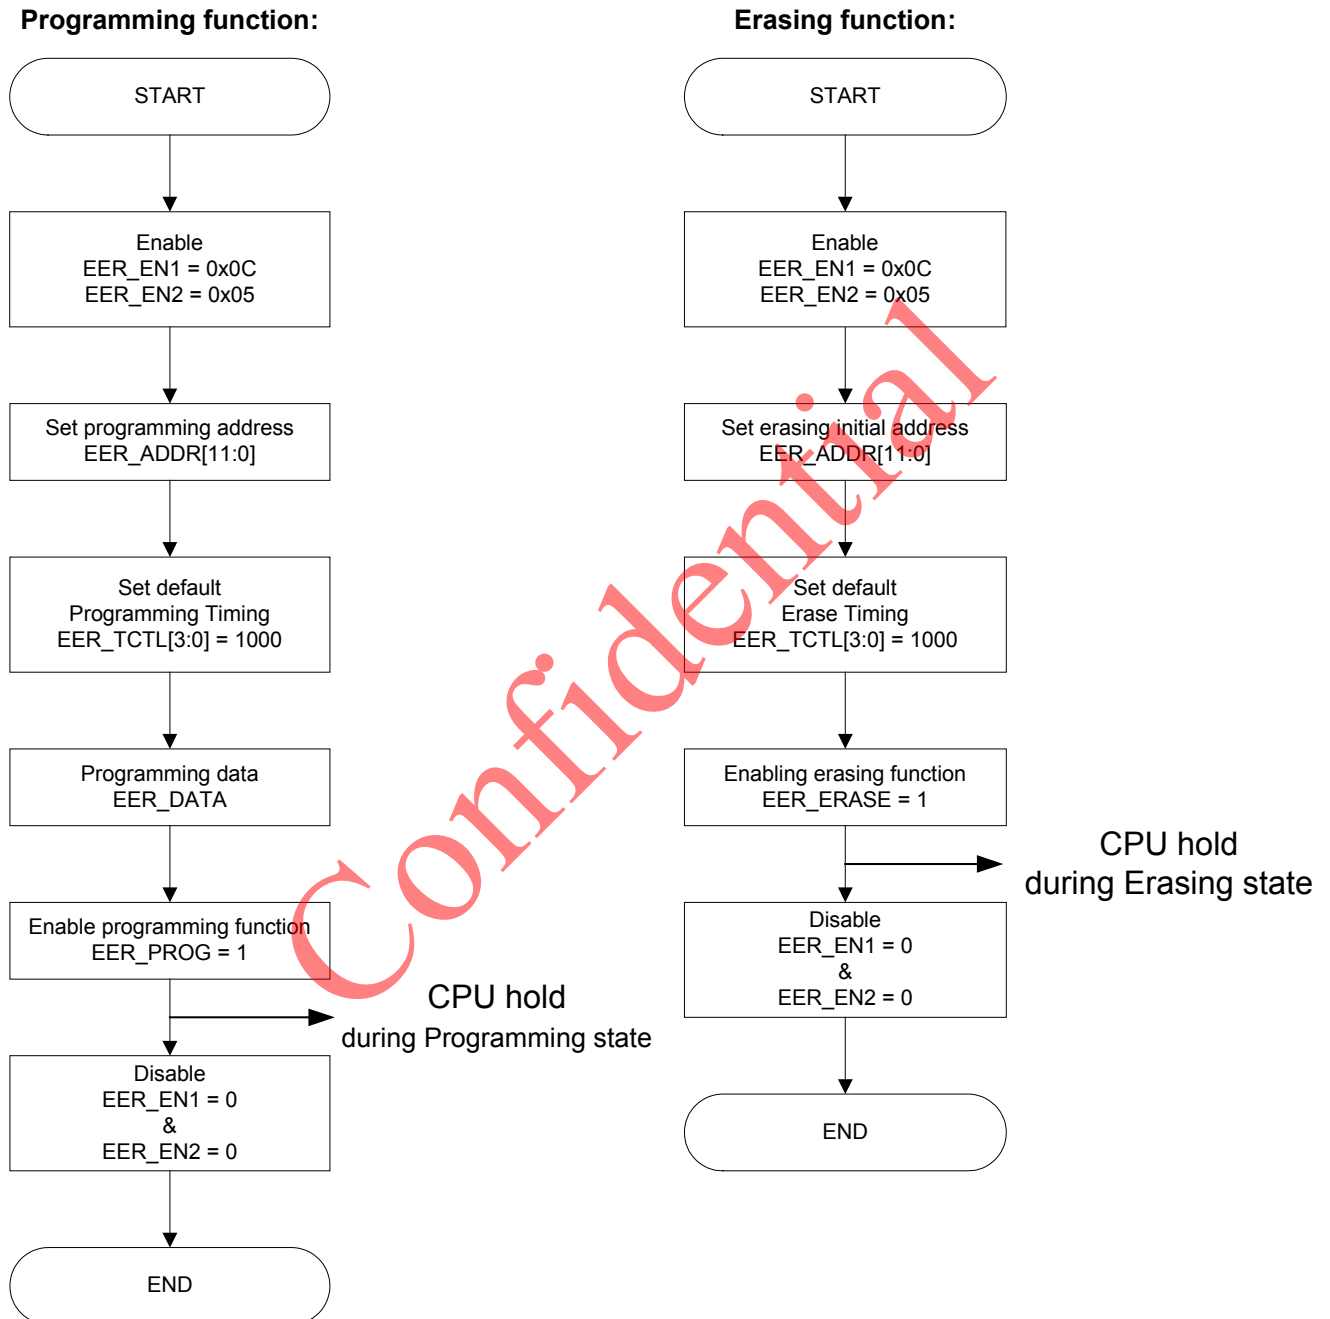 Programming function:
START
Enable
EER_EN1 = 0x0C
EER_EN2 = 0x05
Set programming address
EER_ADDR[11:0]
Set default
Programming Timing
EER_TCTL[3:0] = 1000
Programming data
EER_DATA
Enable programming function
EER_PROG = 1
CPU hold
during Programming state
Disable
EER_EN1 = 0
&
EER_EN2 = 0
END
Erasing function:
START
Enable
EER_EN1 = 0x0C
EER_EN2 = 0x05
Set erasing initial address
EER_ADDR[11:0]
Set default
Erase Timing
EER_TCTL[3:0] = 1000
Enabling erasing function
EER_ERASE = 1
CPU hold
during Erasing state
Disable
EER_EN1 = 0
&
EER_EN2 = 0
END
Confidential